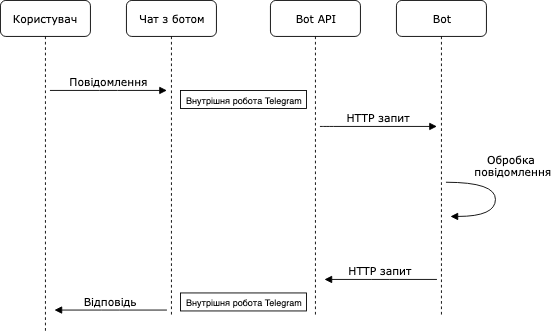 Користувач
Чат з ботом
Bot API
Bot
Повідомлення
Внутрішня робота Telegram
HTTP запит
Обробка
повідомлення
HTTP запит
Внутрішня робота Telegram
Відповідь